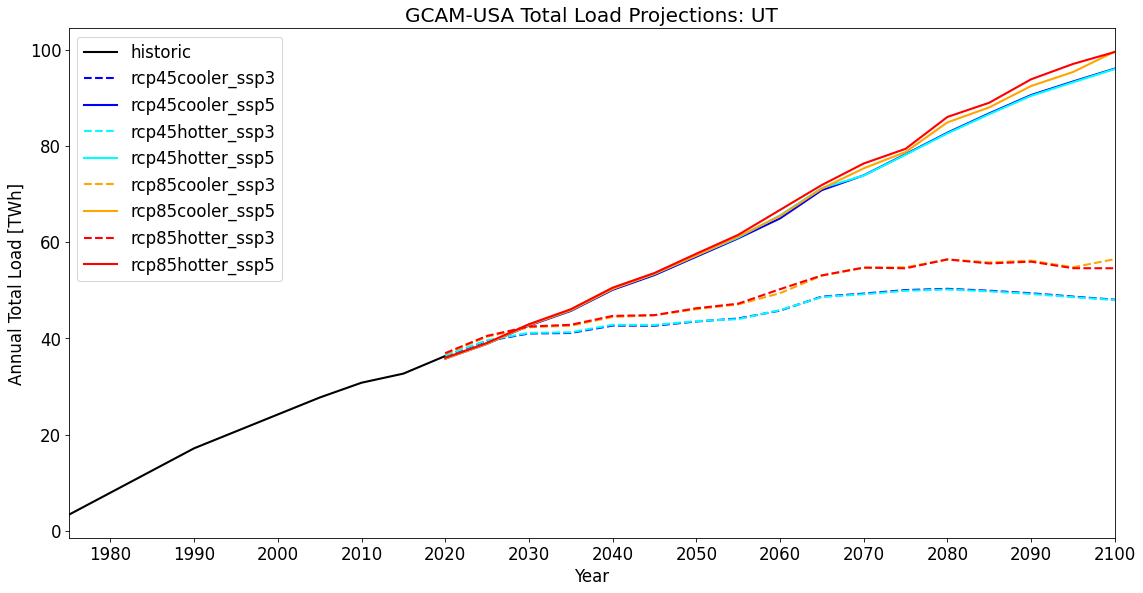 GCAM-USA Total Load Projections: UT
historic
rcp45cooler_ssp3
rcp45cooler_ssp5
rcp45hotter_ssp3
rcp45hotter_ssp5
rcp85cooler_ssp3
rcp85cooler_ssp5
rcp85hotter_ssp3
rcp85hotter_ssp5
Annual Total Load [TWh]
100
80
60
40
20
0
1980 1990 2000 2010 2020 2030 2040 2050 2060 2070 2080 2090 2100
Year